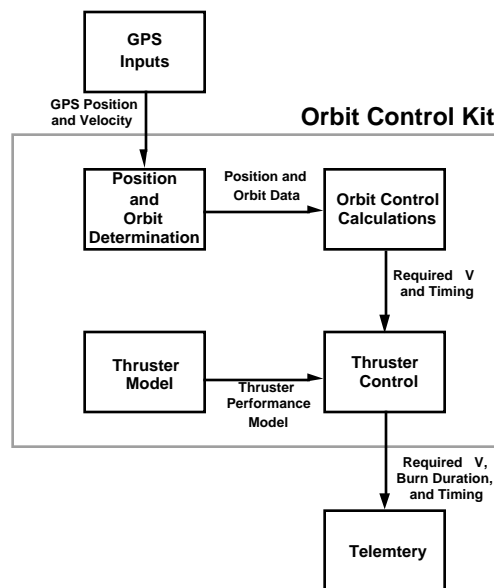 GPS
Inputs
GPS Position
and Velocity
Orbit Control Kit
Position
and
Orbit
Determination
Position and
Orbit Data
Orbit Control
Calculations
Required V
and Timing
Thruster
Model
Thruster
Performance
Model
Thruster
Control
Required V,
Burn Duration,
and Timing
Telemtery